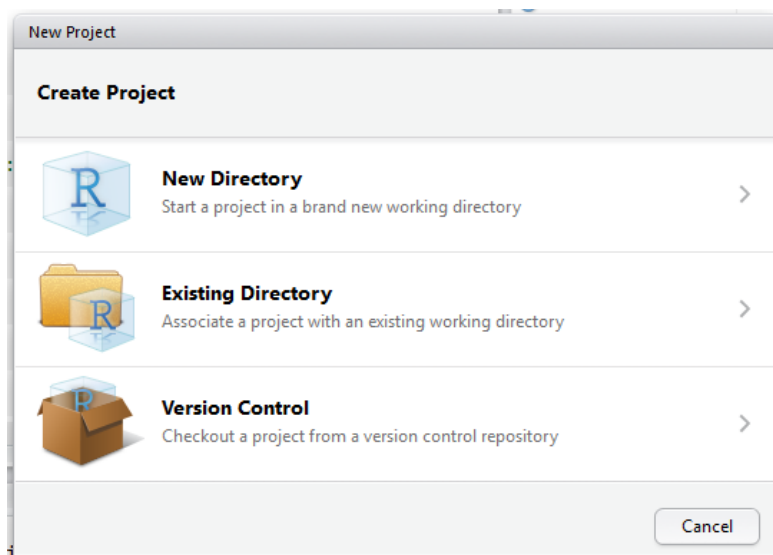 New Project
Create Project
R
New Directory
Start a project in a brand new working directory
R
Existing Directory
Associate a project with an existing working directory
R
Version Control
Checkout a project from a version control repository
Cancel